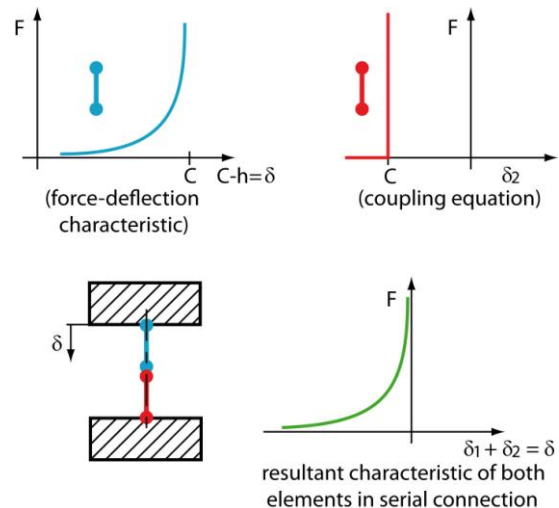 F
C
C-h=δ
(force-deflection
characteristic)
F
C
δ2
(coupling equation)
δ
F
δ1 + δ2 = δ
resultant characteristic of both
elements in serial connection